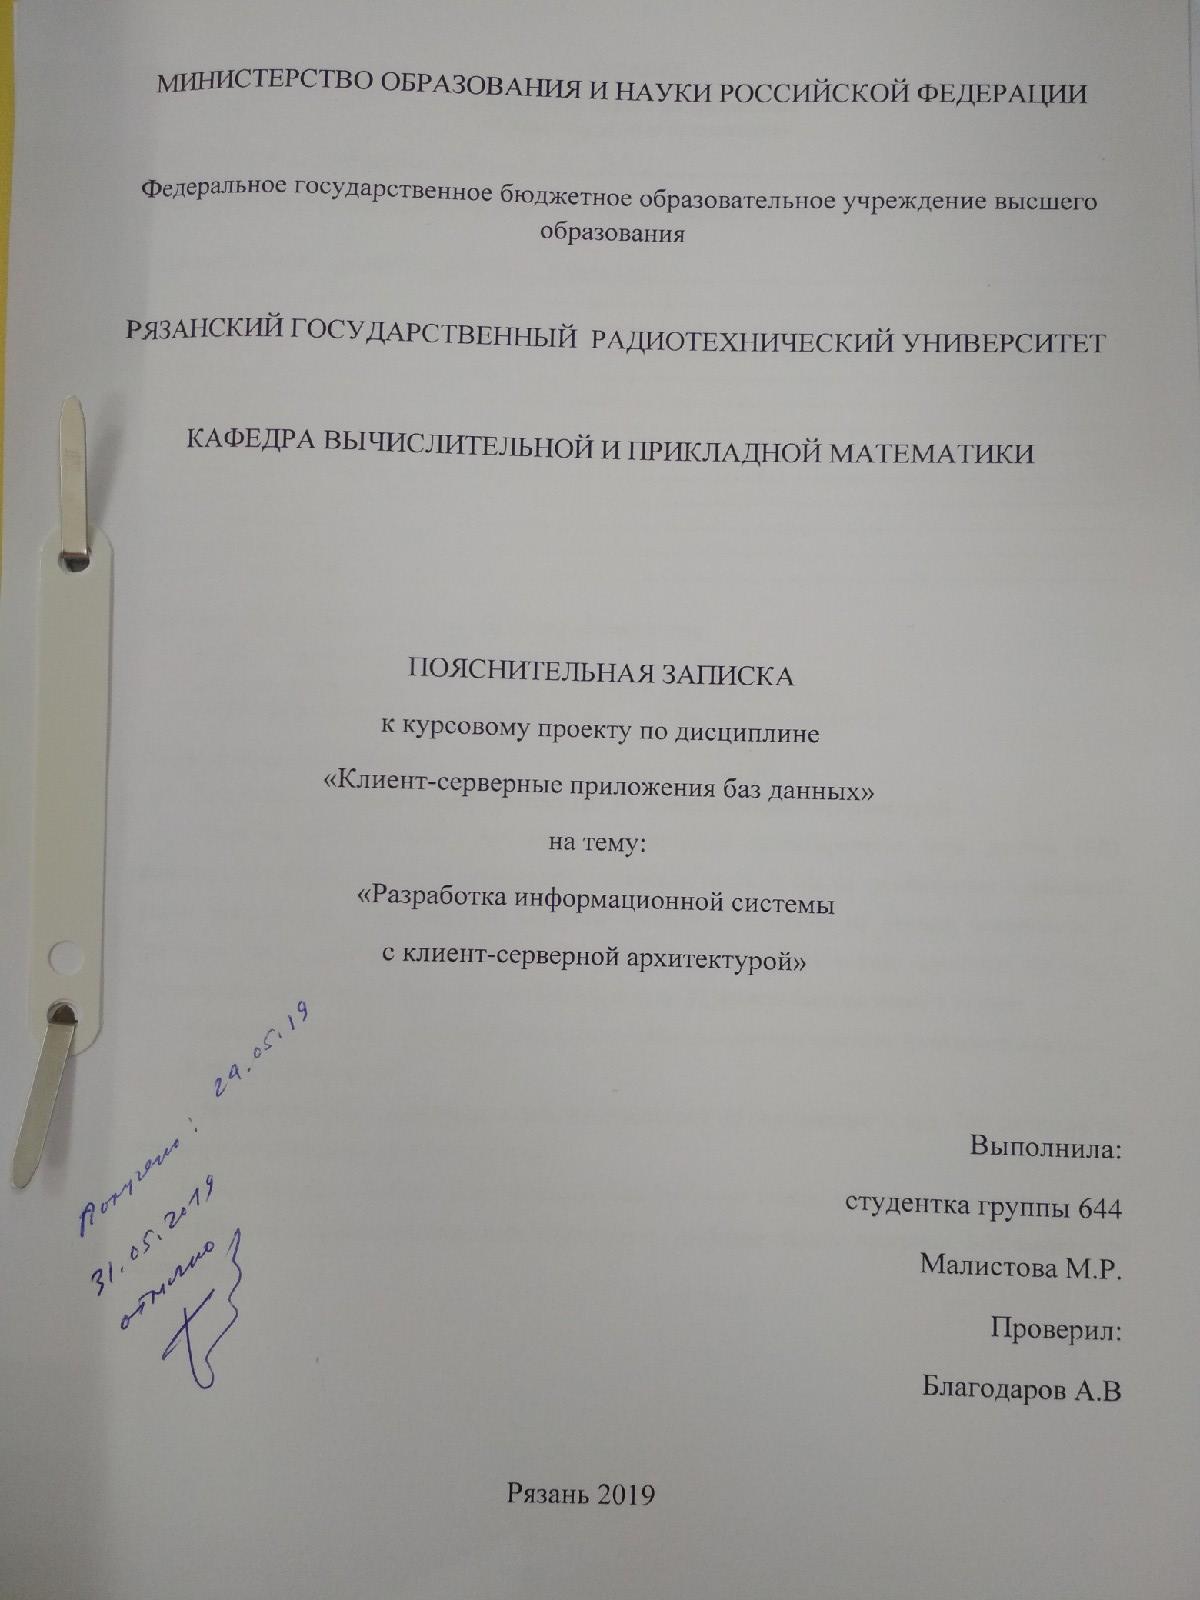 МИНИСТЕРСТВО ОБРАЗОВАНИЯ И НАУКИ РОССИЙСКОЙ ФЕДЕРАЦИИ
Федеральное государственное бюджетное образовательное учреждение высшего
образования
РЯЗАНСКИЙ ГОСУДАРСТВЕННЫЙ РАДИОТЕХНИЧЕСКИЙ УНИВЕРСИТЕТ
КАФЕДРА ВЫЧИСЛИТЕЛЬНОЙ И ПРИКЛАДНОЙ МАТЕМАТИКИ
ПОЯСНИТЕЛЬНАЯ ЗАПИСКА
к курсовому проекту по дисциплине
«Клиент-серверные приложения баз данных»
на тему:
«Разработка информационной системы
с клиент-серверной архитектурой»
Получено: 29.05.19
31.05.2019
отлично
Выполнила:
студентка группы 644
Малистова М.Р.
Проверил:
Благодаров А.В
Рязань 2019